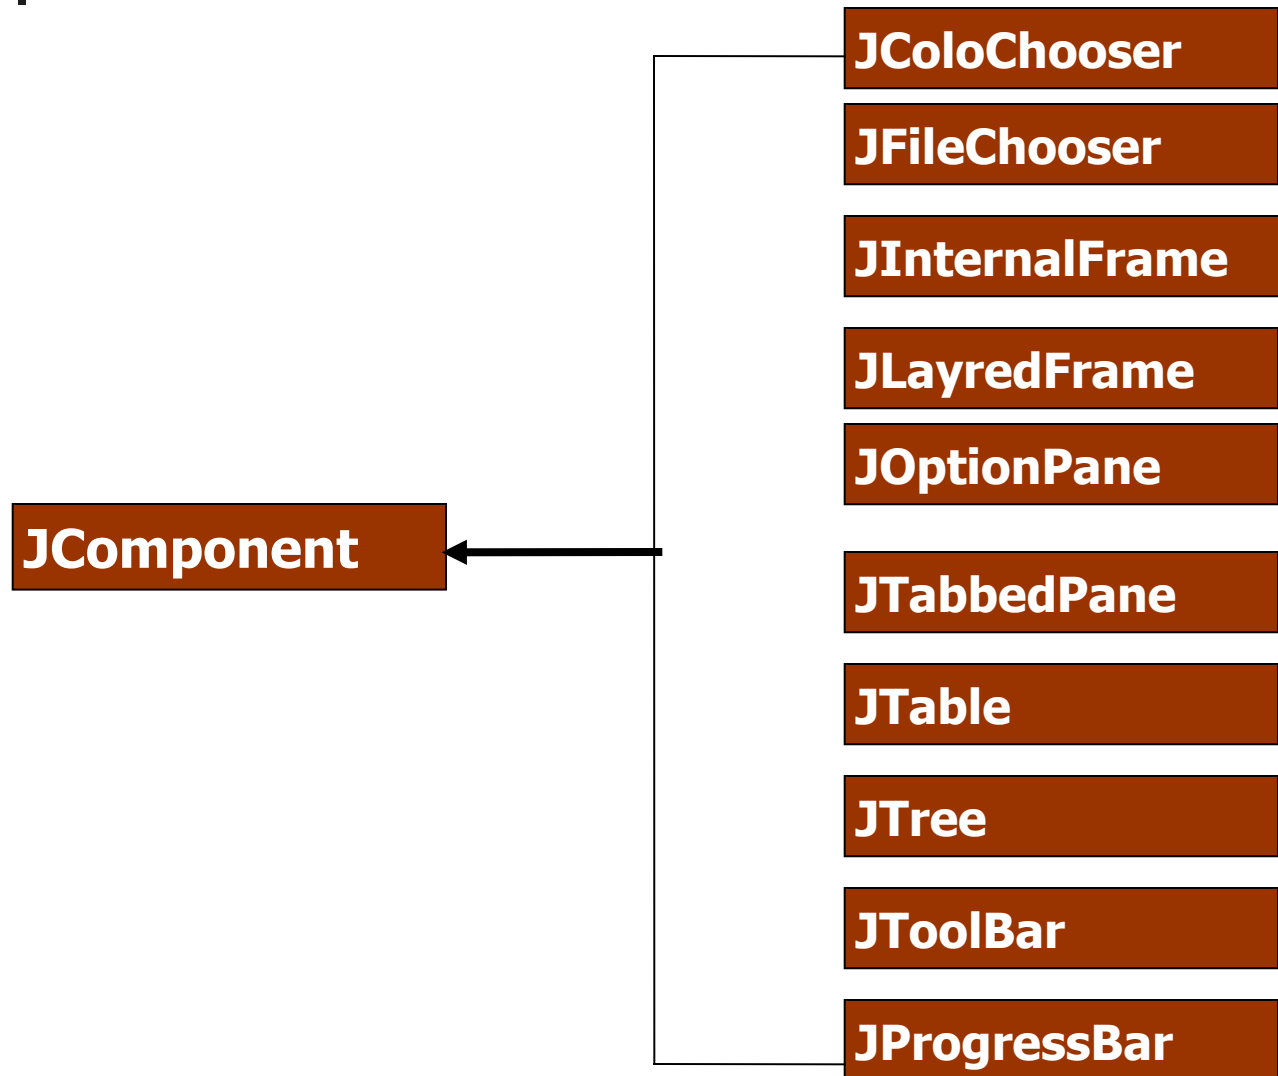 JColoChooser
JFileChooser
JInternalFrame
JLayredFrame
JOptionPane
JComponent
JTabbedPane
JTable
JTree
JToolBar
JProgressBar